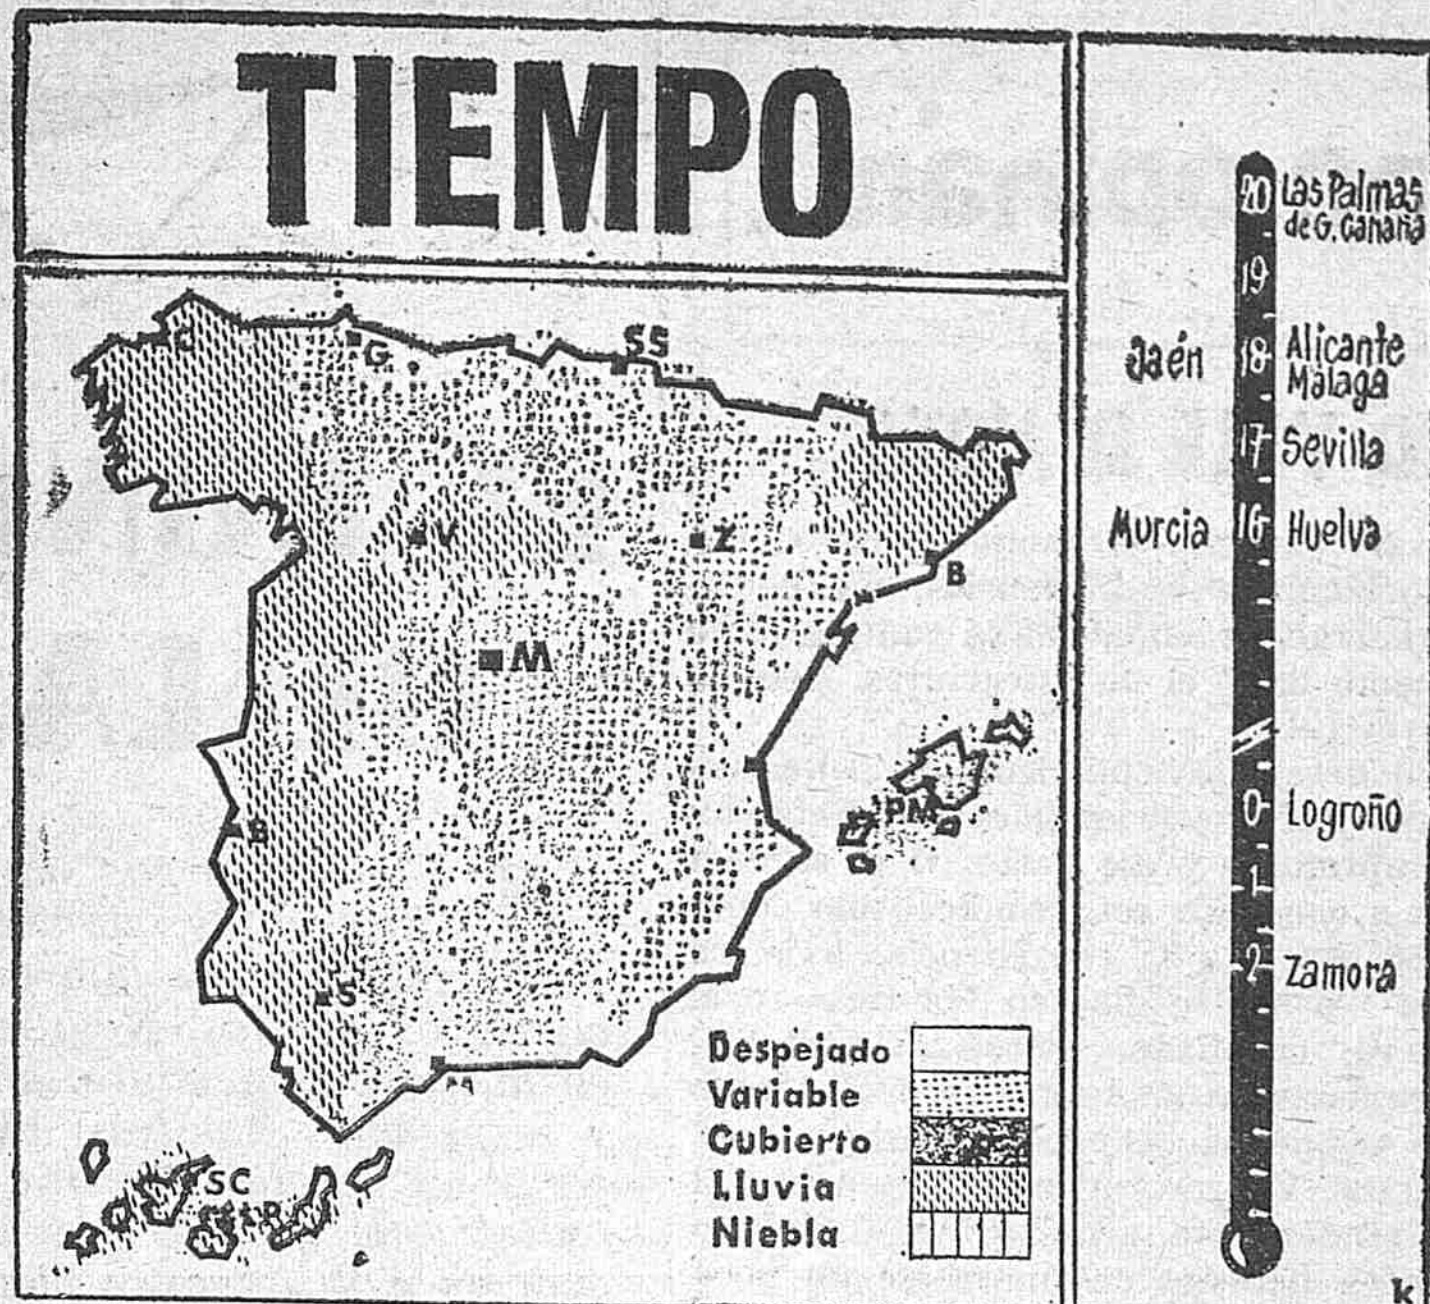 TIEMPO
C
G
SS
V
Z
B
M
PM
B
S
M
SC
Despejado
Variable
Cubierto
Lluvia
Niebla
20 Las Palmas
de G. Canaria
19
Jaén 18 Alicante
Málaga
17 Sevilla
Murcia 16 Huelva
0 Logroño
-1-
-2- Zamora
k